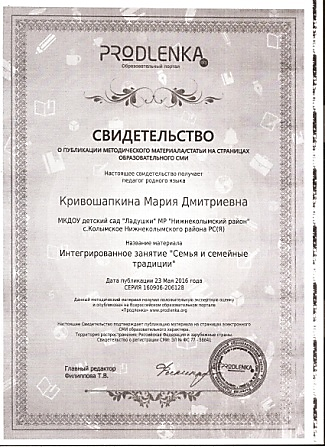 PRODLENKA
Образовательный портал
СВИДЕТЕЛЬСТВО
О ПУБЛИКАЦИИ МЕТОДИЧЕСКОГО МАТЕРИАЛА/СТАТЬИ НА СТРАНИЦАХ
ОБРАЗОВАТЕЛЬНОГО СМИ
Настоящее свидетельство получает
педагог родного языка
Кривошапкина Мария Дмитриевна
МКДОУ детский сад "Ладушки" МР "Нижнеколымский район"
с.Колымское Нижнеколымского района РС(Я)
Название материала
Интегрированное занятие "Семья и семейные
традиции"
Дата публикации 23 Мая 2016 года
СЕРИЯ 160906-206128
Данный методический материал получил положительную экспертную оценку
и опубликован на Всероссийском образовательном портале
«Продленка» www.prodlenka.org
Настоящим Свидетельство подтверждает публикацию материала на страницах электронного
СМИ образовательного характера.
Территория распространения: Российская Федерация и зарубежные страны.
Свидетельство о регистрации СМИ: ЭЛ № ФС 77 - 58841
Главный редактор
Филиппова Т.В.
PRODLENKA